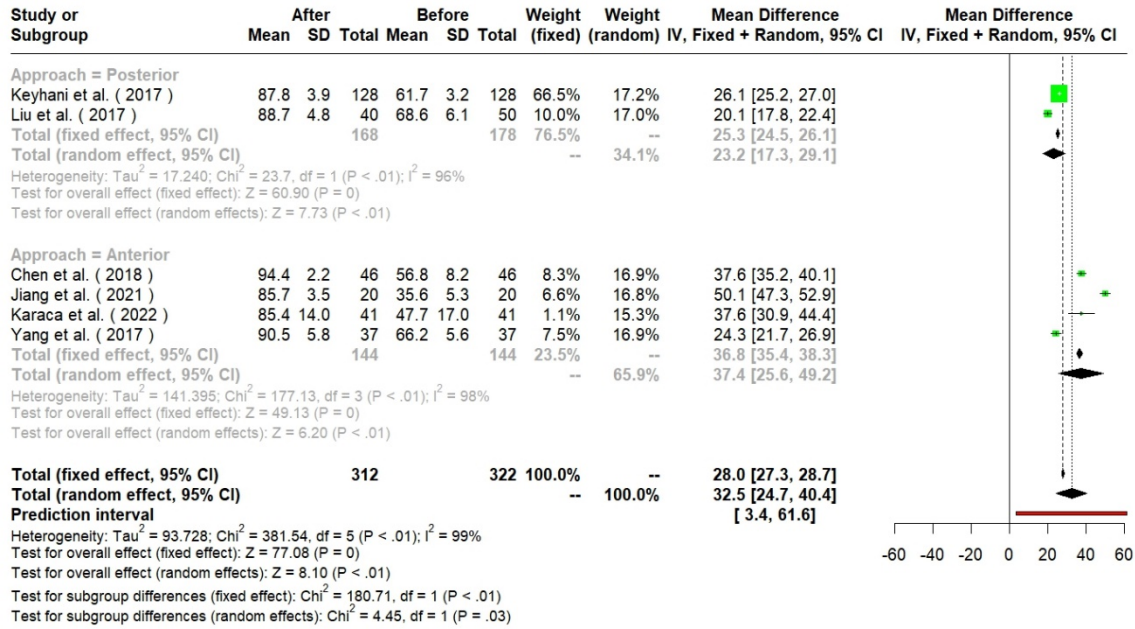 Study or After Before Weight Weight Mean Difference Mean Difference
Subgroup Mean SD Total Mean SD Total (fixed) (random) IV, Fixed + Random, 95% CI IV, Fixed + Random, 95% CI
Approach = Posterior
Keyhani et al. ( 2017 ) 87.8 3.9 128 61.7 3.2 128 66.5% 17.2% 26.1 [25.2, 27.0]
Liu et al. ( 2017 ) 88.7 4.8 40 68.6 6.1 50 10.0% 17.0% 20.1 [17.8, 22.4]
Total (fixed effect, 95% CI) 168 178 76.5% -- 25.3 [24.5, 26.1]
Total (random effect, 95% CI) -- 34.1% 23.2 [17.3, 29.1]
Heterogeneity: Tau² = 17.240; Chi² = 23.7, df = 1 (P < .01); I² = 96%
Test for overall effect (fixed effect): Z = 60.90 (P = 0)
Test for overall effect (random effects): Z = 7.73 (P < .01)
Approach = Anterior
Chen et al. ( 2018 ) 94.4 2.2 46 56.8 8.2 46 8.3% 16.9% 37.6 [35.2, 40.1]
Jiang et al. ( 2021 ) 85.7 3.5 20 35.6 5.3 20 6.6% 16.8% 50.1 [47.3, 52.9]
Karaca et al. ( 2022 ) 85.4 14.0 41 47.7 17.0 41 1.1% 15.3% 37.6 [30.9, 44.4]
Yang et al. ( 2017 ) 90.5 5.8 37 66.2 5.6 37 7.5% 16.9% 24.3 [21.7, 26.9]
Total (fixed effect, 95% CI) 144 144 23.5% -- 36.8 [35.4, 38.3]
Total (random effect, 95% CI) -- 65.9% 37.4 [25.6, 49.2]
Heterogeneity: Tau² = 141.395; Chi² = 177.13, df = 3 (P < .01); I² = 98%
Test for overall effect (fixed effect): Z = 49.13 (P = 0)
Test for overall effect (random effects): Z = 6.20 (P < .01)
Total (fixed effect, 95% CI) 312 322 100.0% -- 28.0 [27.3, 28.7]
Total (random effect, 95% CI) -- 100.0% 32.5 [24.7, 40.4]
Prediction interval [ 3.4, 61.6]
Heterogeneity: Tau² = 93.728; Chi² = 381.54, df = 5 (P < .01); I² = 99%
Test for overall effect (fixed effect): Z = 77.08 (P = 0)
Test for overall effect (random effects): Z = 8.10 (P < .01)
Test for subgroup differences (fixed effect): Chi² = 180.71, df = 1 (P < .01)
Test for subgroup differences (random effects): Chi² = 4.45, df = 1 (P = .03)
-60 -40 -20 0 20 40 60